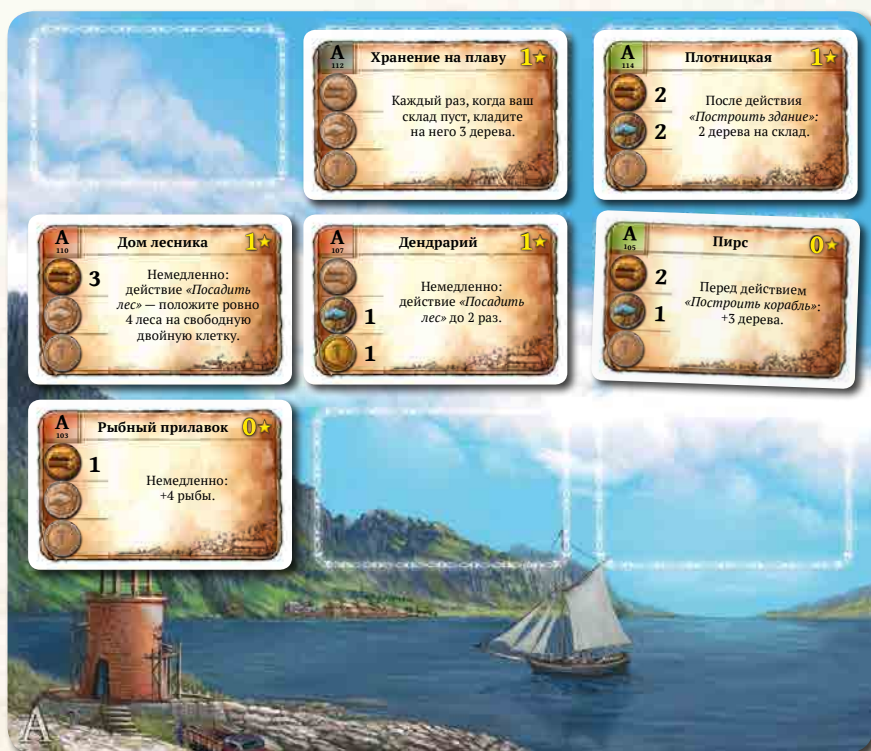 A
112
Хранение на плаву
1
Каждый раз, когда ваш
склад пуст, кладите
на него 3 дерева.
A
114
Плотницкая
1
2
2
После действия
«Построить здание»:
2 дерева на склад.
A
110
Дом лесника
1
3
Немедленно:
действие «Посадить
лес» — положите ровно
4 леса на свободную
двойную клетку.
A
107
Дендрарий
1
1
1
Немедленно:
действие «Посадить
лес» до 2 раз.
A
105
Пирс
0
2
1
Перед действием
«Построить корабль»:
+3 дерева.
A
103
Рыбный прилавок
0
1
Немедленно:
+4 рыбы.
A